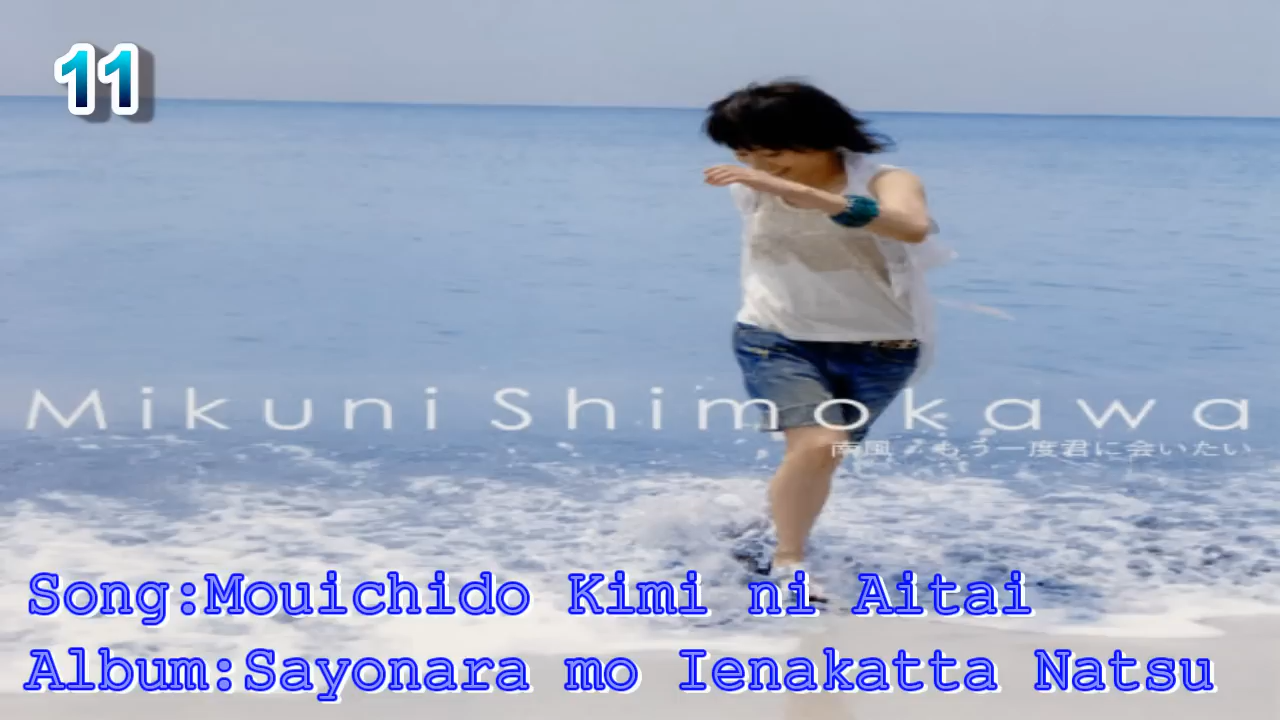 11
Mikuni Shimokawa
南風 / もう一度君に会いたい
Song:Mouichido Kimi ni Aitai
Album:Sayonara mo Ienakatta Natsu